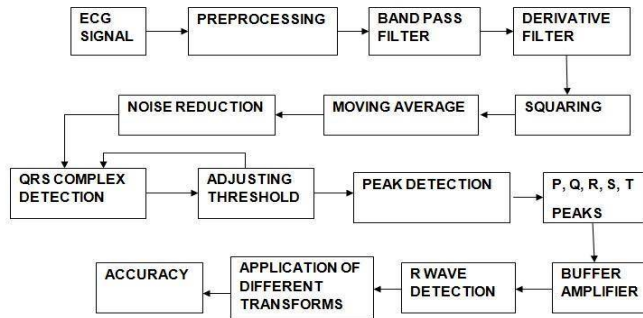 ECG
SIGNAL
PREPROCESSING
BAND PASS
FILTER
DERIVATIVE
FILTER
SQUARING
MOVING AVERAGE
NOISE REDUCTION
QRS COMPLEX
DETECTION
ADJUSTING
THRESHOLD
PEAK DETECTION
P, Q, R, S, T
PEAKS
BUFFER
AMPLIFIER
R WAVE
DETECTION
APPLICATION OF
DIFFERENT
TRANSFORMS
ACCURACY